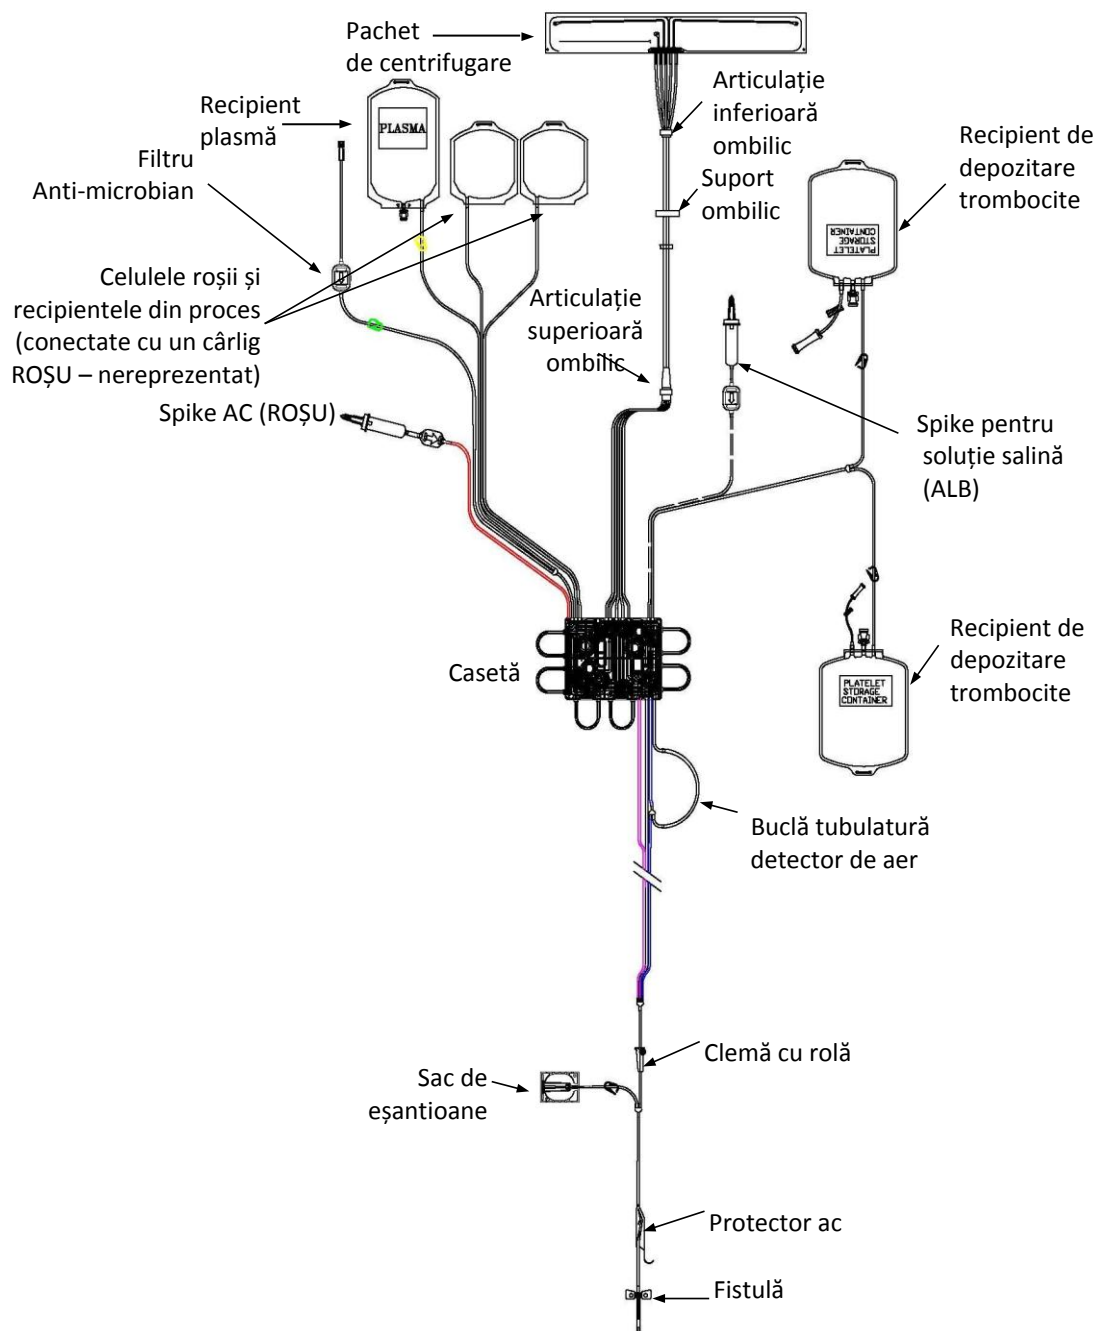 Pachet
de centrifugare
Recipient
plasmă
PLASMA
Filtru
Anti-microbian
Articulație
inferioară
ombilic
Suport
ombilic
Recipient de
depozitare
trombocite
PLATELET
STORAGE
CONTAINER
Celulele roșii și
recipientele din proces
(conectate cu un cârlig
ROȘU – nereprezentat)
Articulație
superioară
ombilic
Spike AC (ROȘU)
Spike pentru
soluție salină
(ALB)
Casetă
Recipient de
depozitare
trombocite
PLATELET
STORAGE
CONTAINER
Buclă tubulatură
detector de aer
Clemă cu rolă
Sac de
eșantioane
Protector ac
Fistulă